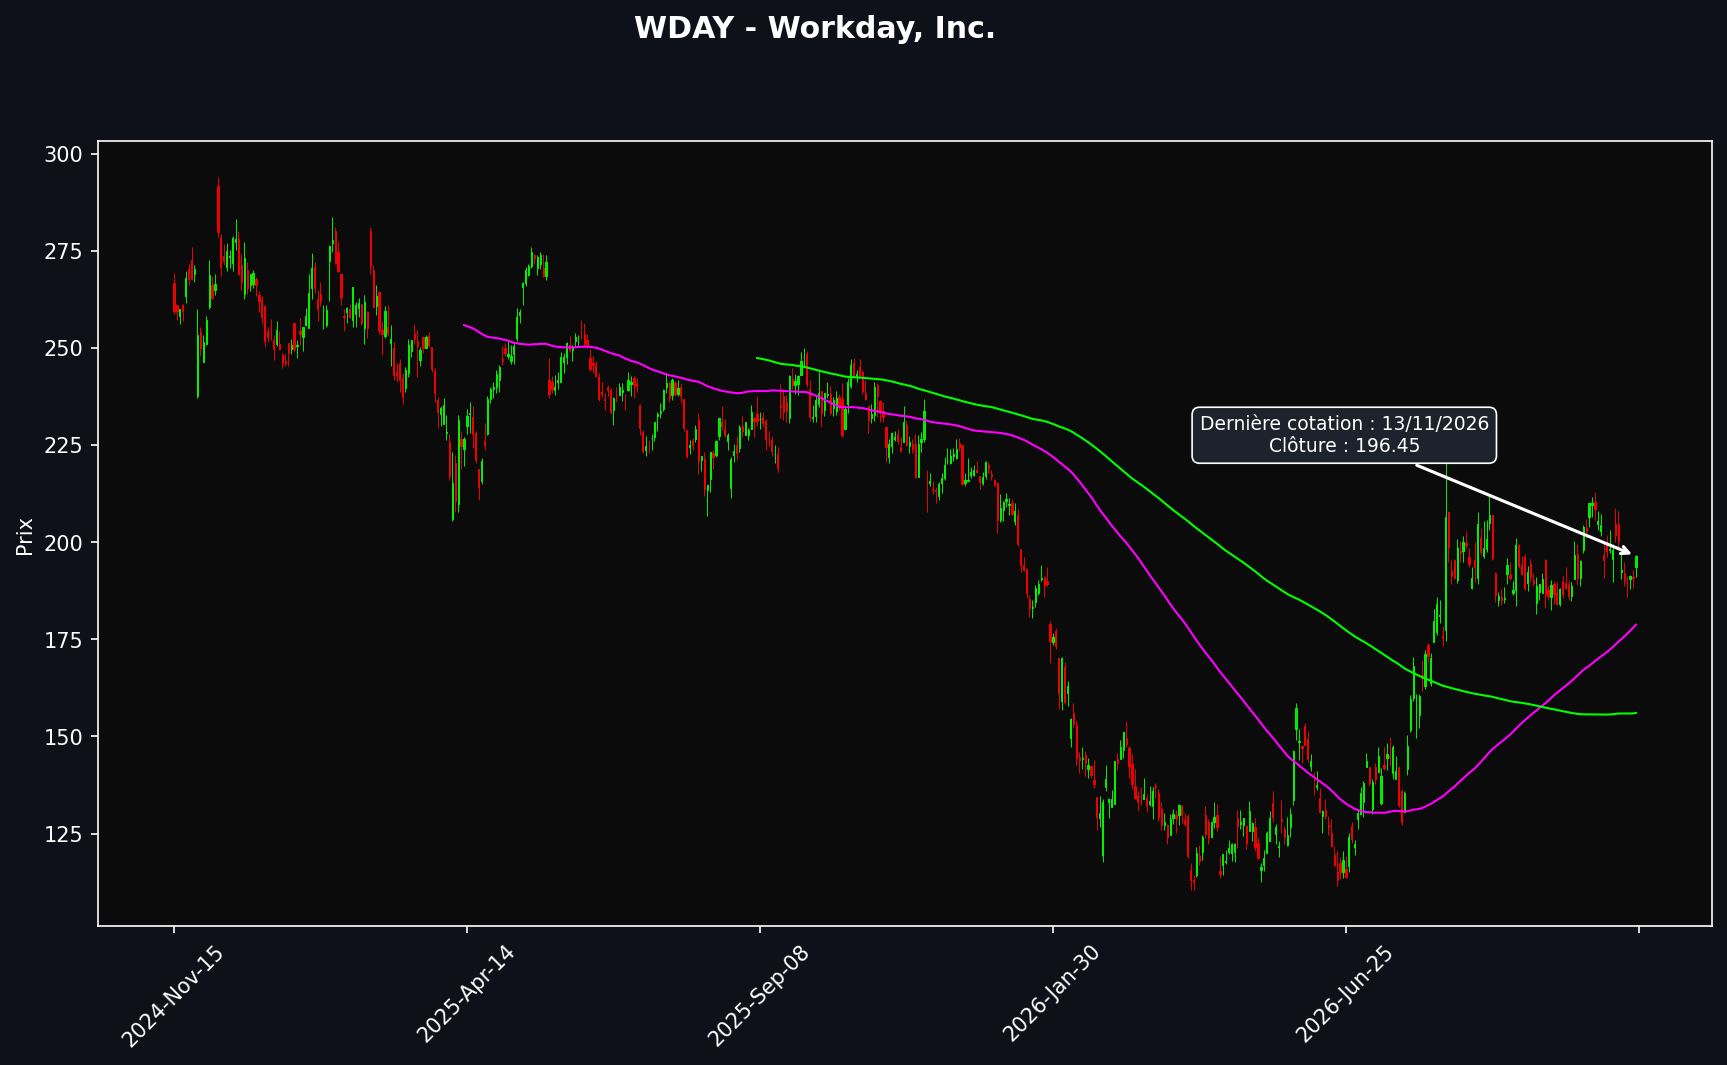 WDAY - Workday, Inc.
Prix
300
275
250
225
200
175
150
125
Dernière cotation : 13/11/2026
Clôture : 196.45
2024-Nov-15
2025-Apr-14
2025-Sep-08
2026-Jan-30
2026-Jun-25